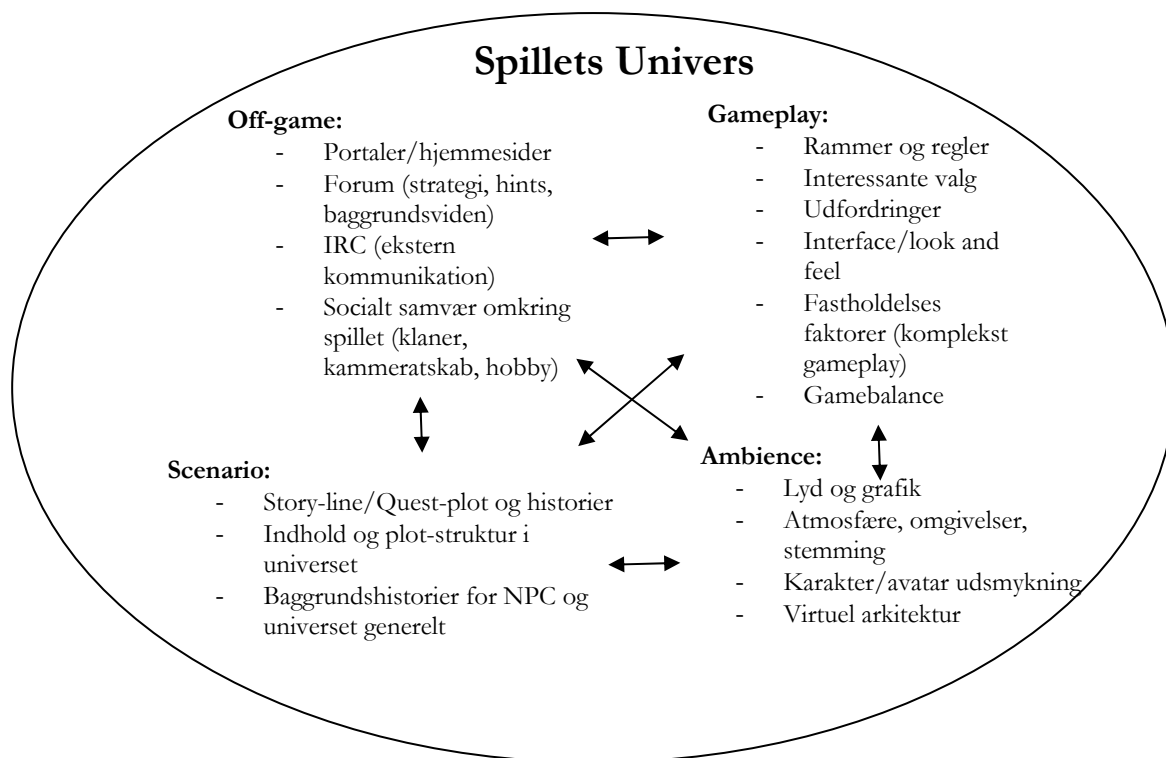 Spillets Univers
Off-game:
- Portaler/hjemmesider
- Forum (strategi, hints,
baggrundsviden)
- IRC (ekstern
kommunikation)
- Socialt samvær omkring
spillet (klaner,
kammeratskab, hobby)
Gameplay:
- Rammer og regler
- Interessante valg
- Udfordringer
- Interface/look and
feel
- Fastholdelses
faktorer (komplekst
gameplay)
- Gamebalance
Scenario:
- Story-line/Quest-plot og historier
- Indhold og plot-struktur i
universet
- Baggrundshistorier for NPC og
universet generelt
Ambience:
- Lyd og grafik
- Atmosfære, omgivelser,
stemming
- Karakter/avatar udsmykning
- Virtuel arkitektur